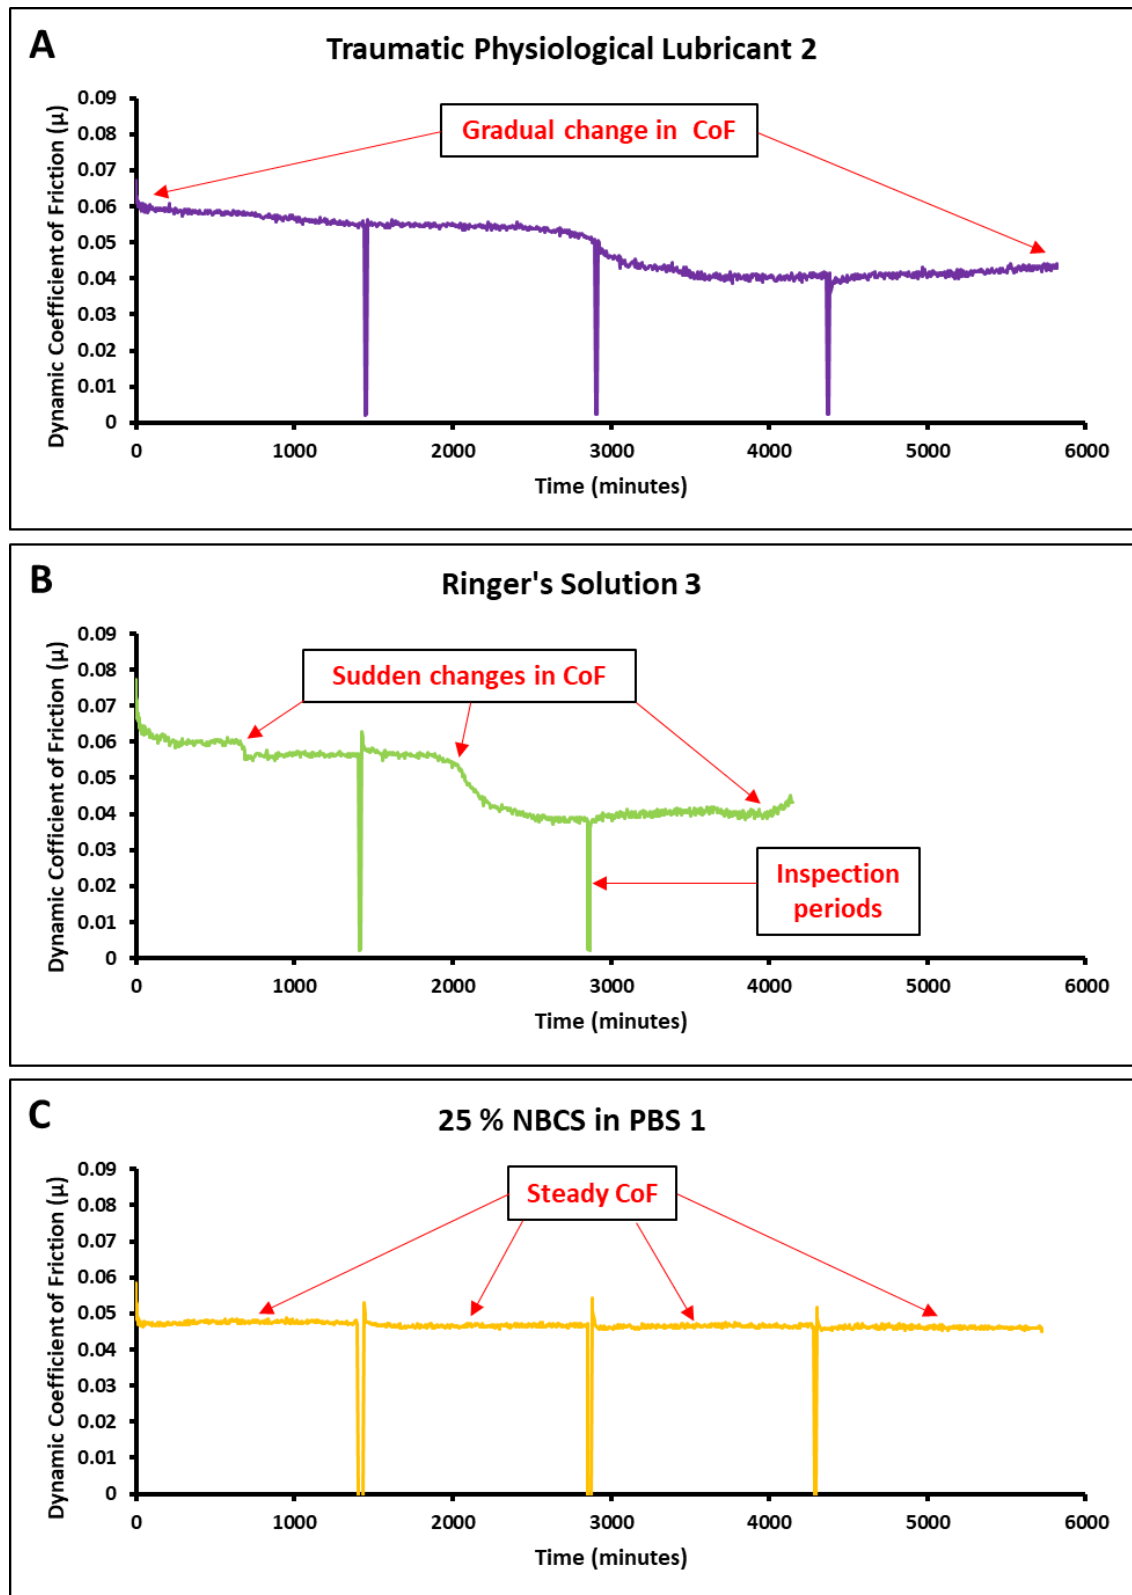 A
Traumatic Physiological Lubricant 2
Dynamic Coefficient of Friction (μ)
0.09
0.08
0.07
0.06
0.05
0.04
0.03
0.02
0.01
0
Gradual change in CoF
0 1000 2000 3000 4000 5000 6000
Time (minutes)
B
Ringer's Solution 3
Dynamic Cofficient of Friction (μ)
0.09
0.08
0.07
0.06
0.05
0.04
0.03
0.02
0.01
0
Sudden changes in CoF
Inspection
periods
0 1000 2000 3000 4000 5000 6000
Time (minutes)
C
25 % NBCS in PBS 1
Dynamic Coefficient of Friction (μ)
0.09
0.08
0.07
0.06
0.05
0.04
0.03
0.02
0.01
0
Steady CoF
0 1000 2000 3000 4000 5000 6000
Time (minutes)